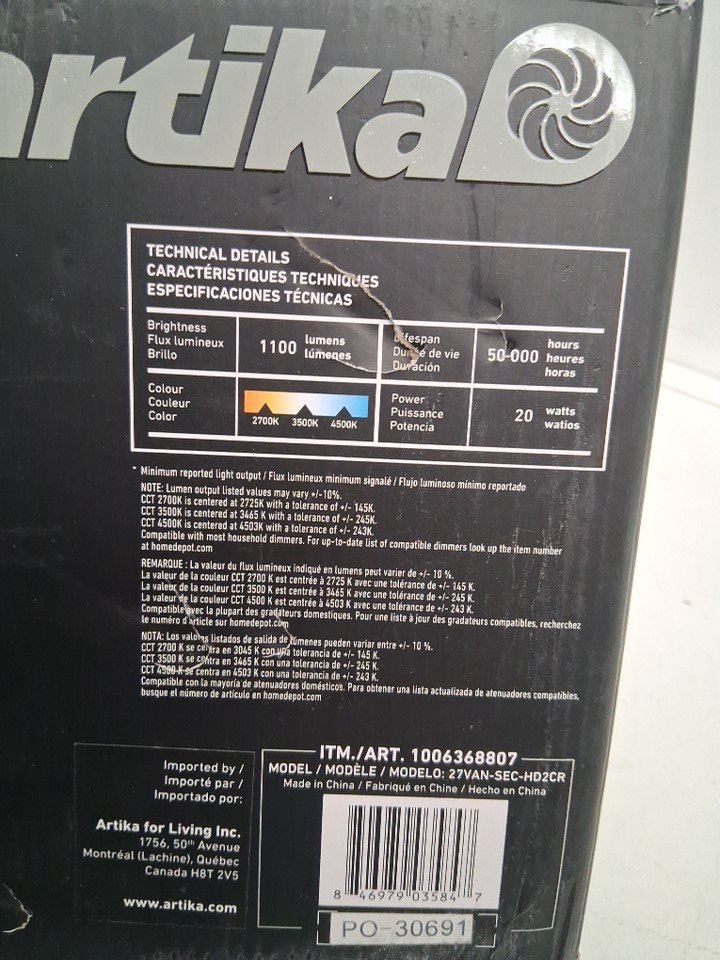 artika
TECHNICAL DETAILS
CARACTÉRISTIQUES TECHNIQUES
ESPECIFICACIONES TÉCNICAS
Brightness
Flux lumineux
Brillo
1100 lumens
lúmenes
Lifespan
Durée de vie
Duración
50 000 hours
heures
horas
Colour
Couleur
Color
2700K 3500K 4500K
Power
Puissance
Potencia
20 watts
watios
* Minimum reported light output / Flux lumineux minimum signalé / Flujo luminoso mínimo reportado
NOTE: Lumen output listed values may vary +/-10%.
CCT 2700K is centered at 2725K with a tolerance of +/- 145K.
CCT 3500K is centered at 3465 K with a tolerance of +/- 245K.
CCT 4500K is centered at 4503K with a tolerance of +/- 243K.
Compatible with most household dimmers. For up-to-date list of compatible dimmers look up the item number
at homedepot.com
REMARQUE : La valeur du flux lumineux indiqué en lumens peut varier de +/- 10 %.
La valeur de la couleur CCT 2700 K est centrée à 2725 K avec une tolérance de +/- 145 K.
La valeur de la couleur CCT 3500 K est centrée à 3465 K avec une tolérance de +/- 245 K.
La valeur de la couleur CCT 4500 K est centrée à 4503 K avec une tolérance de +/- 243 K.
Compatible avec la plupart des gradateurs domestiques. Pour une liste à jour des gradateurs compatibles, recherchez
le numéro d'article sur homedepot.com
NOTA: Los valores listados de salida de lúmenes pueden variar entre +/- 10 %.
CCT 2700 K se centra en 3045 K con una tolerancia de +/- 145 K.
CCT 3500 K se centra en 3465 K con una tolerancia de +/- 245 K.
CCT 4500 K se centra en 4503 K con una tolerancia de +/- 243 K.
Compatible con la mayoría de atenuadores domésticos. Para obtener una lista actualizada de atenuadores compatibles,
busque el número de artículo en homedepot.com
Imported by /
Importé par /
Importado por:
Artika for Living Inc.
1756, 50th Avenue
Montréal (Lachine), Québec
Canada H8T 2V5
www.artika.com
ITM./ART. 1006368807
MODEL / MODÈLE / MODELO: 27VAN-SEC-HD2CR
Made in China / Fabriqué en Chine / Hecho en China
8 46979 03584 7
PO-30691